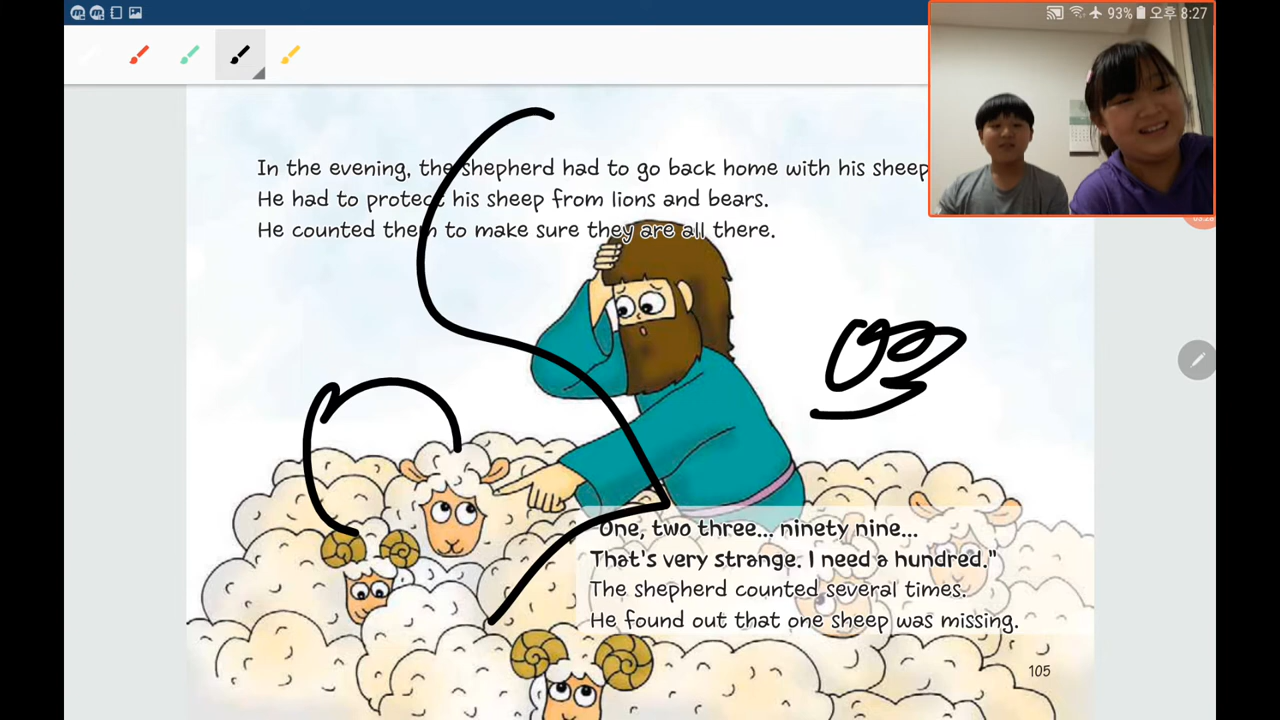 93% 오후 8:27
In the evening, the shepherd had to go back home with his sheep
He had to protect his sheep from lions and bears.
He counted them to make sure they are all there.
"One, two three... ninety nine...
That's very strange. I need a hundred."
The shepherd counted several times.
He found out that one sheep was missing.
105